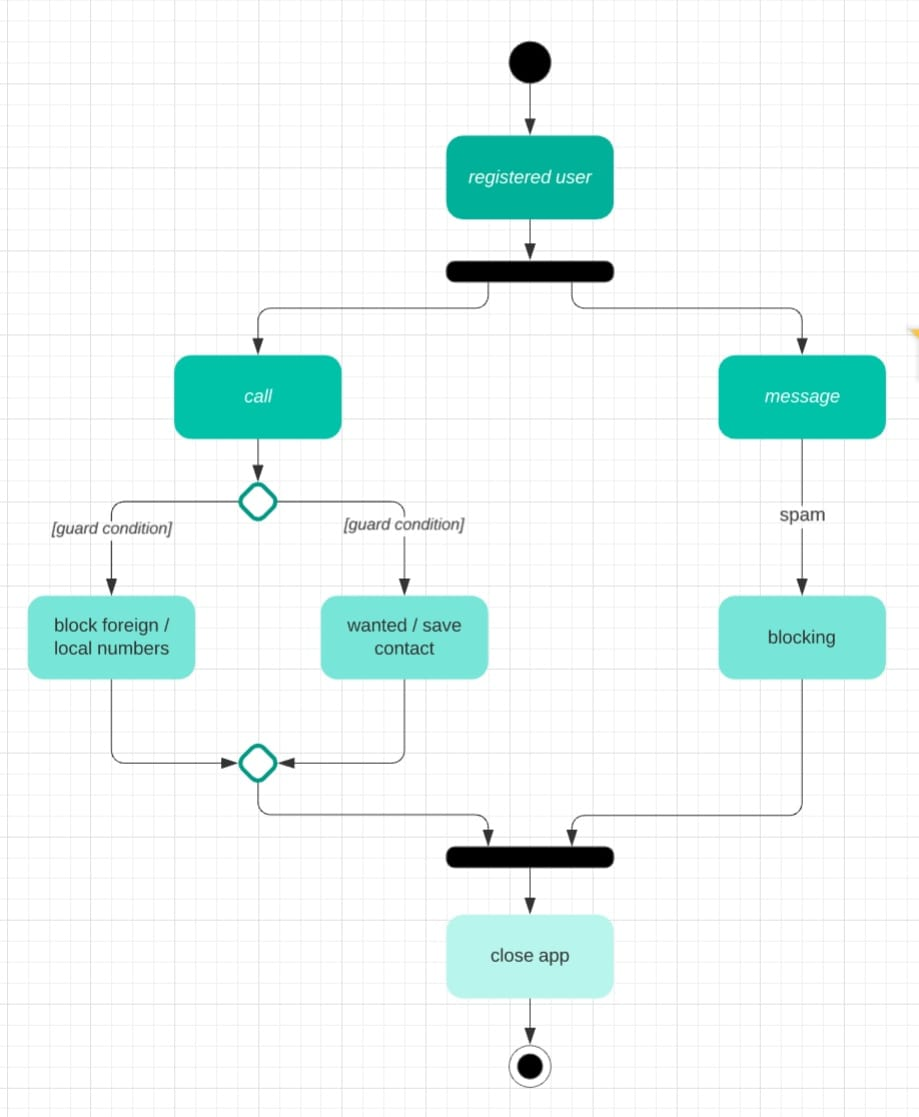 registered user
call
message
[guard condition]
[guard condition]
spam
block foreign /
local numbers
wanted / save
contact
blocking
close app